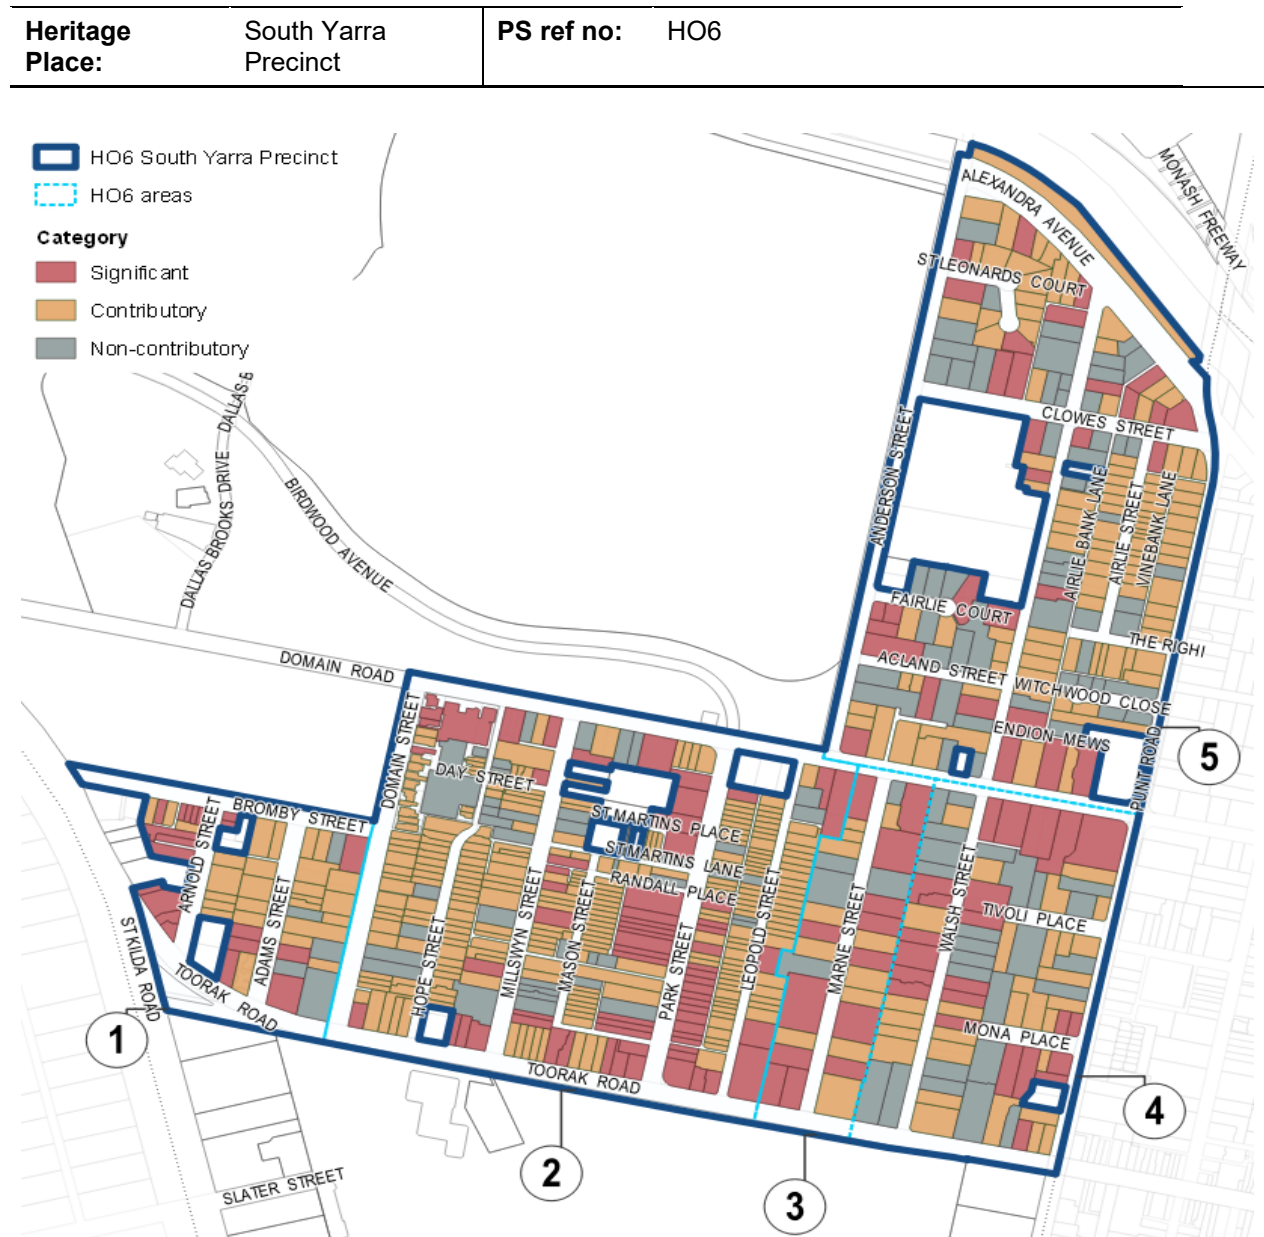 Heritage Place:
South Yarra Precinct
PS ref no:
HO6
HO6 South Yarra Precinct
HO6 areas
Category
Significant
Contributory
Non-contributory
MONASH FREEWAY
ALEXANDRA AVENUE
ST LEONARDS COURT
CLOWES STREET
ANDERSON STREET
AIRLIE BANK LANE
AIRLIE STREET
VINEBANK LANE
FAIRLIE COURT
THE RIGHI
ACLAND STREET
WITCHWOOD CLOSE
ENDION MEWS
PUNT ROAD
5
DALLAS B
DALLAS BROOKS DRIVE
BIRDWOOD AVENUE
DOMAIN ROAD
DOMAIN STREET
DAY STREET
BROMBY STREET
ARNOLD STREET
ADAMS STREET
ST KILDA ROAD
TOORAK ROAD
1
HOPE STREET
MILLSWYN STREET
MASON STREET
ST MARTINS PLACE
ST MARTINS LANE
RANDALL PLACE
PARK STREET
LEOPOLD STREET
MARNE STREET
WALSH STREET
TIVOLI PLACE
MONA PLACE
TOORAK ROAD
4
2
3
SLATER STREET